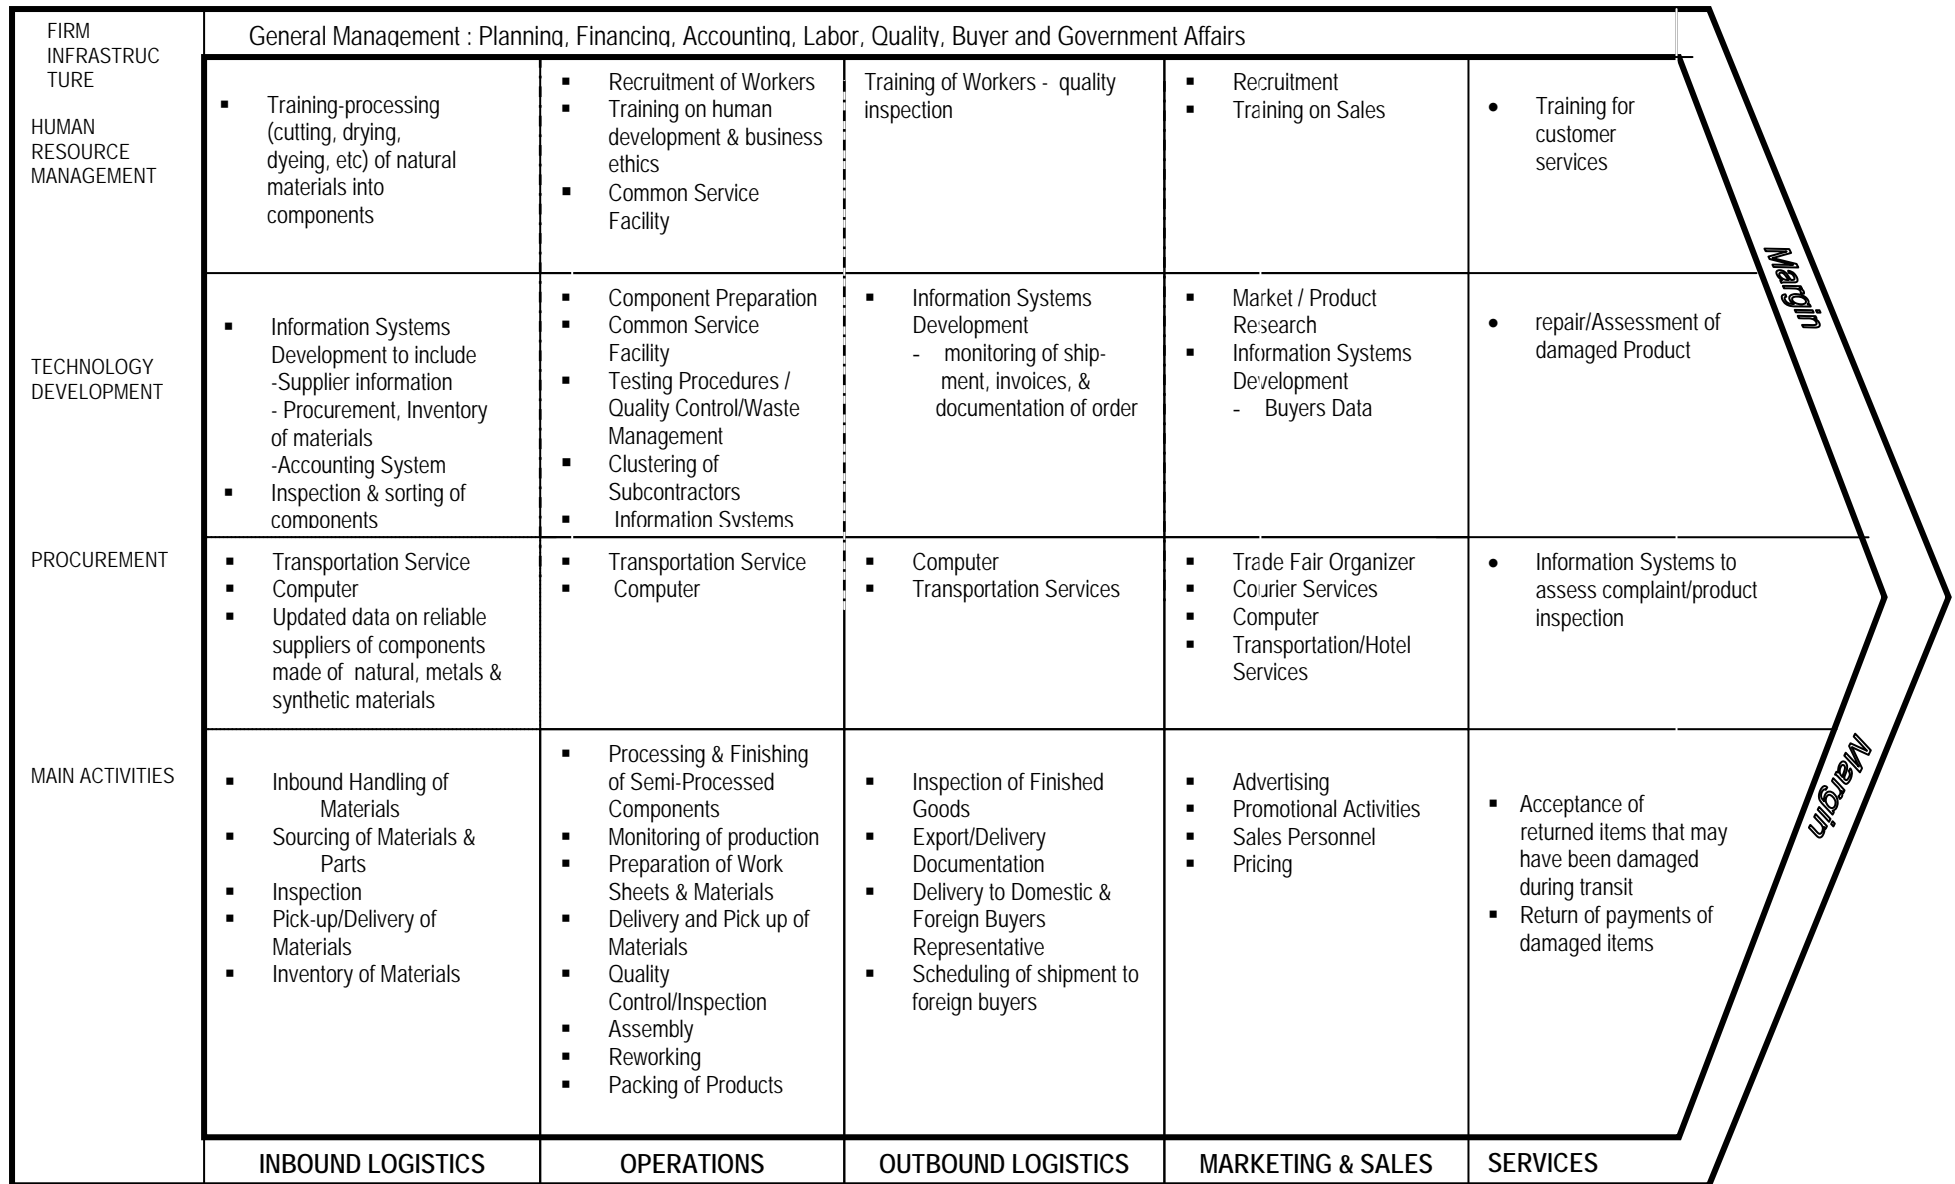 FIRM
INFRASTRUC
TURE
General Management : Planning, Financing, Accounting, Labor, Quality, Buyer and Government Affairs
HUMAN
RESOURCE
MANAGEMENT
▪ Training-processing
(cutting, drying,
dyeing, etc) of natural
materials into
components
▪ Recruitment of Workers
▪ Training on human
development & business
ethics
▪ Common Service
Facility
Training of Workers - quality
inspection
▪ Recruitment
▪ Training on Sales
● Training for
customer
services
TECHNOLOGY
DEVELOPMENT
▪ Information Systems
Development to include
-Supplier information
- Procurement, Inventory
of materials
-Accounting System
▪ Inspection & sorting of
components
▪ Component Preparation
▪ Common Service
Facility
▪ Testing Procedures /
Quality Control/Waste
Management
▪ Clustering of
Subcontractors
▪ Information Systems
▪ Information Systems
Development
- monitoring of ship-
ment, invoices, &
documentation of order
▪ Market / Product
Research
▪ Information Systems
Development
- Buyers Data
● repair/Assessment of
damaged Product
Margin
PROCUREMENT
▪ Transportation Service
▪ Computer
▪ Updated data on reliable
suppliers of components
made of natural, metals &
synthetic materials
▪ Transportation Service
▪ Computer
▪ Computer
▪ Transportation Services
▪ Trade Fair Organizer
▪ Courier Services
▪ Computer
▪ Transportation/Hotel
Services
● Information Systems to
assess complaint/product
inspection
MAIN ACTIVITIES
▪ Inbound Handling of
Materials
▪ Sourcing of Materials &
Parts
▪ Inspection
▪ Pick-up/Delivery of
Materials
▪ Inventory of Materials
▪ Processing & Finishing
of Semi-Processed
Components
▪ Monitoring of production
▪ Preparation of Work
Sheets & Materials
▪ Delivery and Pick up of
Materials
▪ Quality
Control/Inspection
▪ Assembly
▪ Reworking
▪ Packing of Products
▪ Inspection of Finished
Goods
▪ Export/Delivery
Documentation
▪ Delivery to Domestic &
Foreign Buyers
Representative
▪ Scheduling of shipment to
foreign buyers
▪ Advertising
▪ Promotional Activities
▪ Sales Personnel
▪ Pricing
▪ Acceptance of
returned items that may
have been damaged
during transit
▪ Return of payments of
damaged items
Margin
INBOUND LOGISTICS
OPERATIONS
OUTBOUND LOGISTICS
MARKETING & SALES
SERVICES